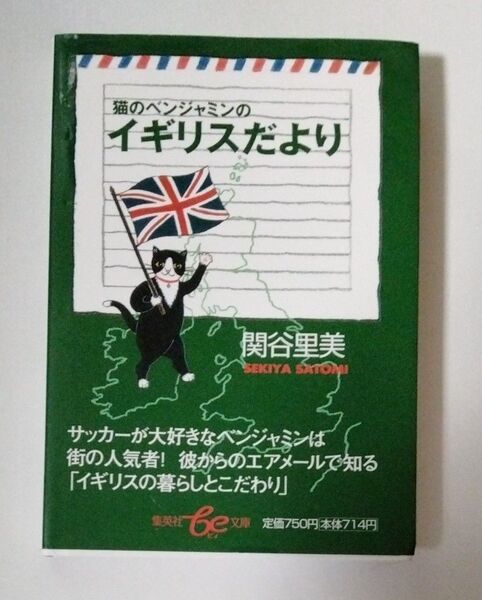 猫のベンジャミンの
イギリスだより
関谷里美
SEKIYA SATOMI
サッカーが大好きなベンジャミンは
街の人気者! 彼からのエアメールで知る
「イギリスの暮らしとこだわり」
集英社 be 文庫 定価750円 本体714円
ビィ